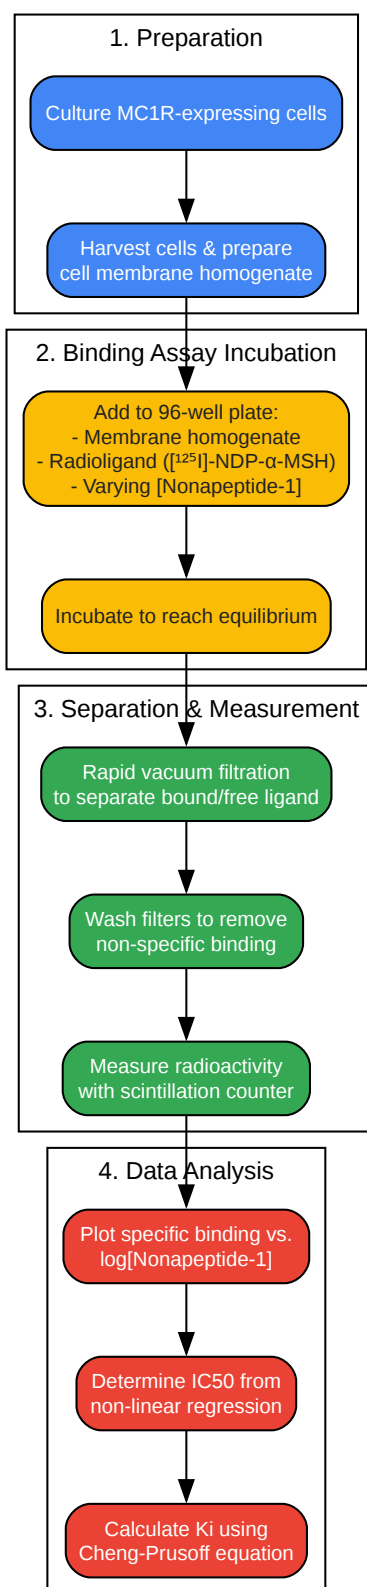 1. Preparation
Culture MC1R-expressing cells
Harvest cells & prepare
cell membrane homogenate
2. Binding Assay Incubation
Add to 96-well plate:
- Membrane homogenate
- Radioligand ([¹²⁵I]-NDP-α-MSH)
- Varying [Nonapeptide-1]
Incubate to reach equilibrium
3. Separation & Measurement
Rapid vacuum filtration
to separate bound/free ligand
Wash filters to remove
non-specific binding
Measure radioactivity
with scintillation counter
4. Data Analysis
Plot specific binding vs.
log[Nonapeptide-1]
Determine IC50 from
non-linear regression
Calculate Ki using
Cheng-Prusoff equation